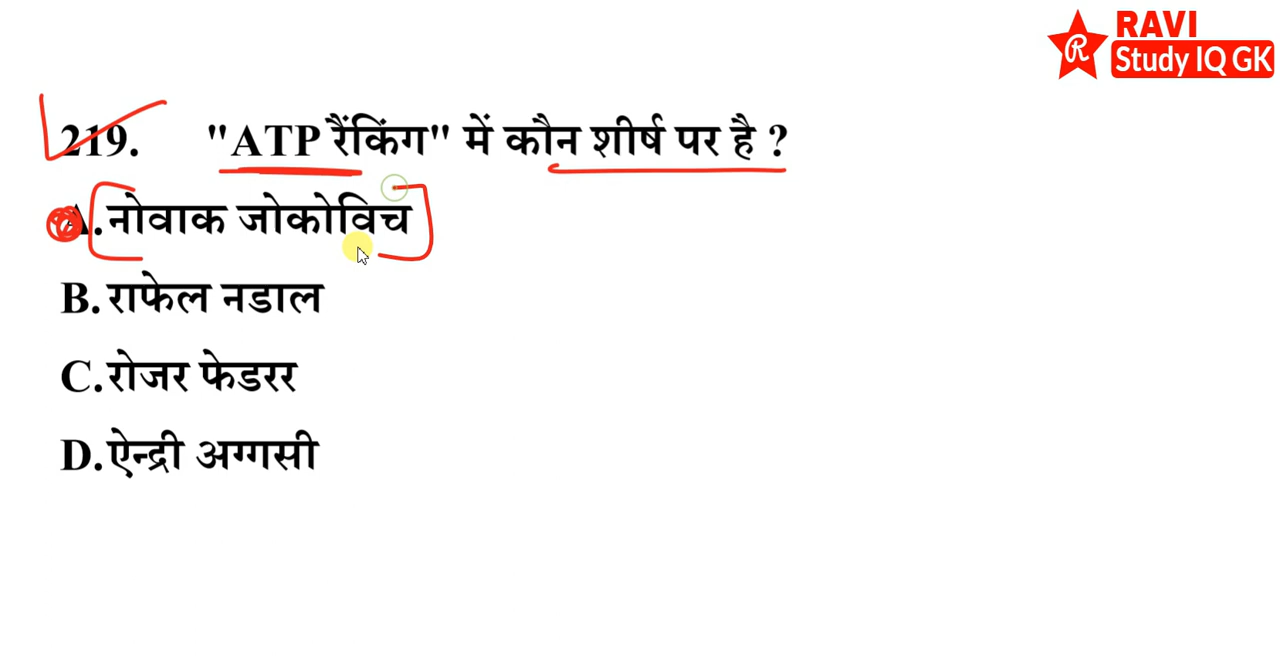 RAVI
R
Study IQ GK
219. "ATP रैंकिंग" में कौन शीर्ष पर है ?
A. नोवाक जोकोविच
B. राफेल नडाल
C. रोजर फेडरर
D. ऐन्द्री अग्गसी